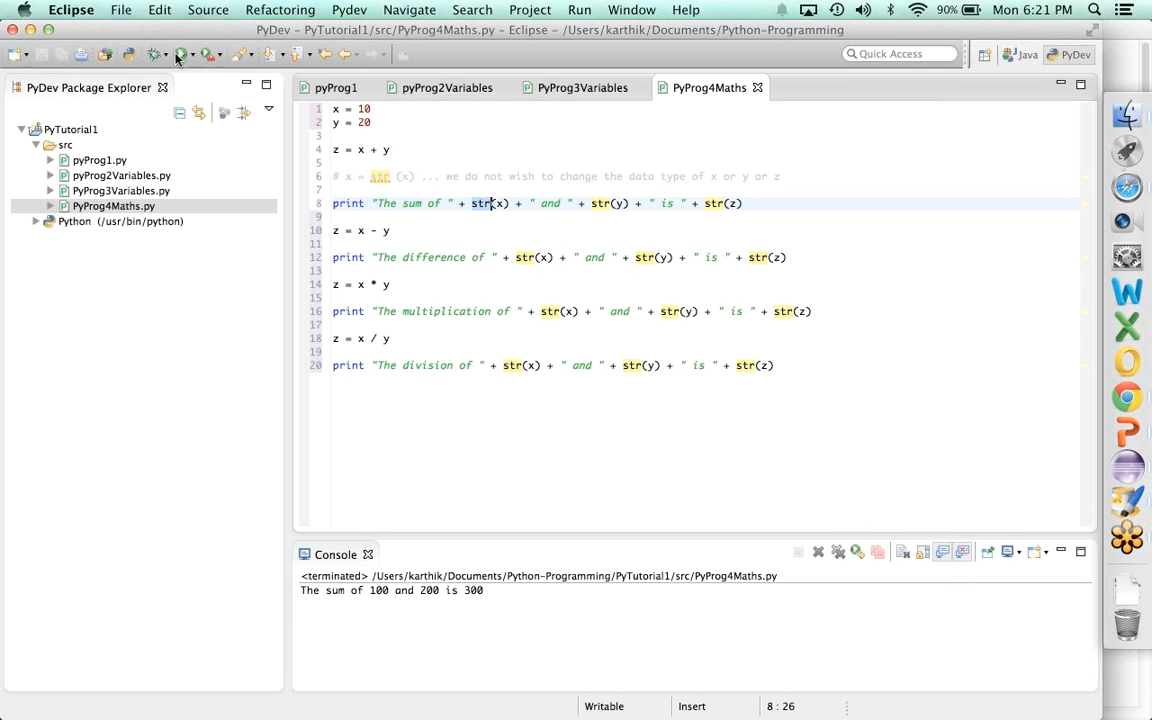 Eclipse File Edit Source Refactoring Pydev Navigate Search Project Run Window Help 90% Mon 6:21 PM
PyDev - PyTutorial1/src/PyProg4Maths.py - Eclipse - /Users/karthik/Documents/Python-Programming
Quick Access Java PyDev
PyDev Package Explorer
pyProg1 pyProg2Variables PyProg3Variables PyProg4Maths
PyTutorial1
src
pyProg1.py
pyProg2Variables.py
PyProg3Variables.py
PyProg4Maths.py
Python (/usr/bin/python)
1 x = 10
2 y = 20
3
4 z = x + y
5
6 # x = str (x) ... we do not wish to change the data type of x or y or z
7
8 print "The sum of " + str(x) + " and " + str(y) + " is " + str(z)
9
10 z = x - y
11
12 print "The difference of " + str(x) + " and " + str(y) + " is " + str(z)
13
14 z = x * y
15
16 print "The multiplication of " + str(x) + " and " + str(y) + " is " + str(z)
17
18 z = x / y
19
20 print "The division of " + str(x) + " and " + str(y) + " is " + str(z)
Console
<terminated> /Users/karthik/Documents/Python-Programming/PyTutorial1/src/PyProg4Maths.py
The sum of 100 and 200 is 300
Writable Insert 8 : 26